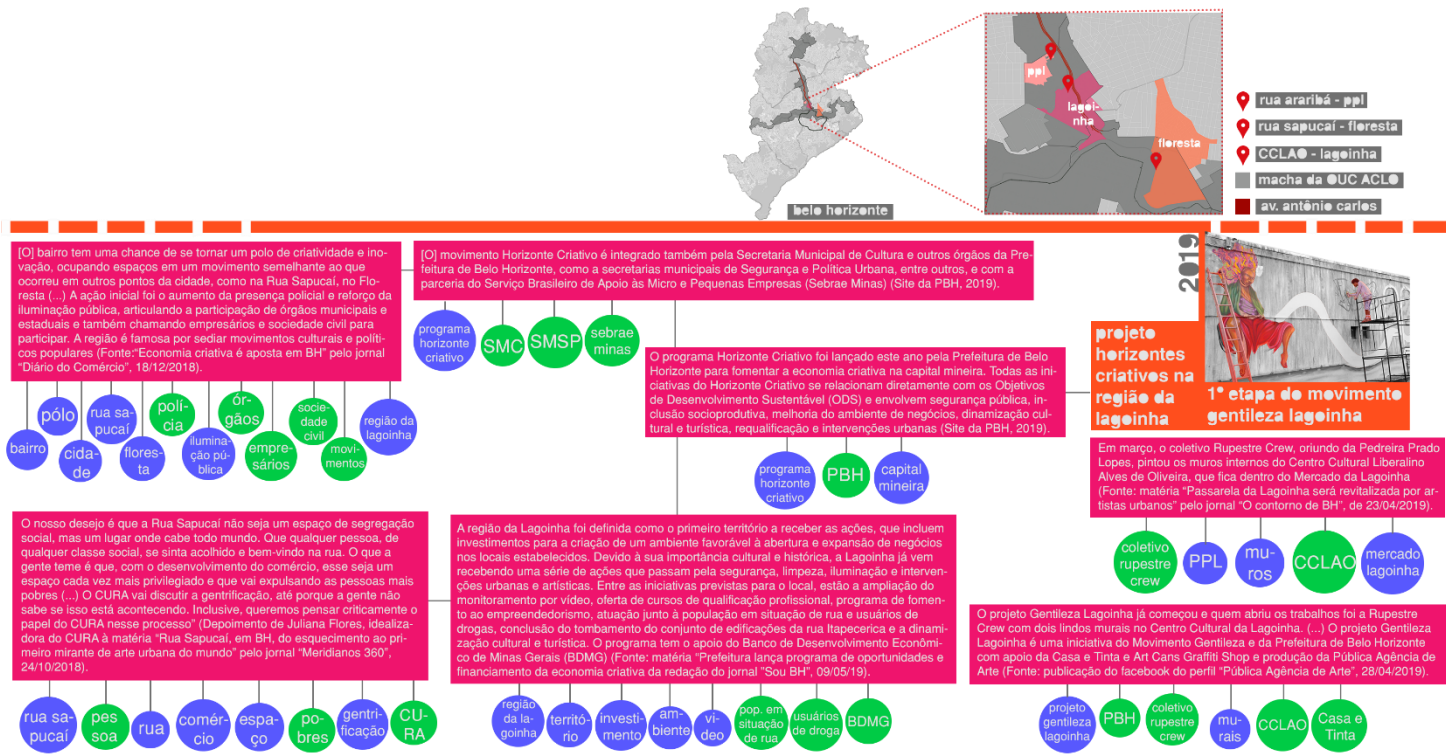 ppl
lagoi-
nha
floresta
belo horizonte
rua araribá - ppl
rua sapucaí - floresta
CCLAO - lagoinha
macha da OUC ACLO
av. antônio carlos
[O] bairro tem uma chance de se tornar um polo de criatividade e ino-
vação, ocupando espaços em um movimento semelhante ao que
ocorreu em outros pontos da cidade, como na Rua Sapucaí, no Flo-
resta (...) A ação inicial foi o aumento da presença policial e reforço da
iluminação pública, articulando a participação de órgãos municipais e
estaduais e também chamando empresários e sociedade civil para
participar. A região é famosa por sediar movimentos culturais e políti-
cos populares (Fonte:"Economia criativa é aposta em BH" pelo jornal
"Diário do Comércio", 18/12/2018).
bairro
pólo
cida-
de
rua sa-
pucaí
flores-
ta
polí-
cia
ilumina-
ção pública
ór-
gãos
empre-
sários
socie-
dade civil
movi-
mentos
região da
lagoinha
[O] movimento Horizonte Criativo é integrado também pela Secretaria Municipal de Cultura e outros órgãos da Pre-
feitura de Belo Horizonte, como a secretarias municipais de Segurança e Política Urbana, entre outros, e com a
parceria do Serviço Brasileiro de Apoio às Micro e Pequenas Empresas (Sebrae Minas) (Site da PBH, 2019).
programa
horizonte
criativo
SMC
SMSP
sebrae
minas
O programa Horizonte Criativo foi lançado este ano pela Prefeitura de Belo
Horizonte para fomentar a economia criativa na capital mineira. Todas as ini-
ciativas do Horizonte Criativo se relacionam diretamente com os Objetivos
de Desenvolvimento Sustentável (ODS) e envolvem segurança pública, in-
clusão socioprodutiva, melhoria do ambiente de negócios, dinamização cul-
tural e turística, requalificação e intervenções urbanas (Site da PBH, 2019).
programa
horizonte
criativo
PBH
capital
mineira
2019
projeto
horizontes
criativos na
região da
lagoinha
1º etapa do movimento
gentileza lagoinha
Em março, o coletivo Rupestre Crew, oriundo da Pedreira Prado
Lopes, pintou os muros internos do Centro Cultural Liberalino
Alves de Oliveira, que fica dentro do Mercado da Lagoinha
(Fonte: matéria "Passarela da Lagoinha será revitalizada por ar-
tistas urbanos" pelo jornal "O contorno de BH", de 23/04/2019).
coletivo
rupestre
crew
PPL
mu-
ros
CCLAO
mercado
lagoinha
O nosso desejo é que a Rua Sapucaí não seja um espaço de segregação
social, mas um lugar onde cabe todo mundo. Que qualquer pessoa, de
qualquer classe social, se sinta acolhido e bem-vindo na rua. O que a
gente teme é que, com o desenvolvimento do comércio, esse seja um
espaço cada vez mais privilegiado e que vai expulsando as pessoas mais
pobres (...) O CURA vai discutir a gentrificação, até porque a gente não
sabe se isso está acontecendo. Inclusive, queremos pensar criticamente o
papel do CURA nesse processo" (Depoimento de Juliana Flores, idealiza-
dora do CURA à matéria "Rua Sapucaí, em BH, do esquecimento ao pri-
meiro mirante de arte urbana do mundo" pelo jornal "Meridianos 360",
24/10/2018).
rua sa-
pucaí
pes
soa
rua
comér-
cio
espa-
ço
po-
bres
gentri-
ficação
CU-
RA
A região da Lagoinha foi definida como o primeiro território a receber as ações, que incluem
investimentos para a criação de um ambiente favorável à abertura e expansão de negócios
nos locais estabelecidos. Devido à sua importância cultural e histórica, a Lagoinha já vem
recebendo uma série de ações que passam pela segurança, limpeza, iluminação e interven-
ções urbanas e artísticas. Entre as iniciativas previstas para o local, estão a ampliação do
monitoramento por vídeo, oferta de cursos de qualificação profissional, programa de fomen-
to ao empreendedorismo, atuação junto à população em situação de rua e usuários de
drogas, conclusão do tombamento do conjunto de edificações da rua Itapecerica e a dinami-
zação cultural e turística. O programa tem o apoio do Banco de Desenvolvimento Econômi-
co de Minas Gerais (BDMG) (Fonte: matéria "Prefeitura lança programa de oportunidades e
financiamento da economia criativa da redação do jornal "Sou BH", 09/05/19).
região
da la-
goinha
territó-
rio
investi-
mento
am-
biente
ví-
deo
pop. em
situação
de rua
usuários
de droga
BDMG
O projeto Gentileza Lagoinha já começou e quem abriu os trabalhos foi a Rupestre
Crew com dois lindos murais no Centro Cultural da Lagoinha. (...) O projeto Gentileza
Lagoinha é uma iniciativa do Movimento Gentileza e da Prefeitura de Belo Horizonte
com apoio da Casa e Tinta e Art Cans Graffiti Shop e produção da Pública Agência de
Arte (Fonte: publicação do facebook do perfil "Pública Agência de Arte", 28/04/2019).
projeto
gentileza
lagoinha
PBH
coletivo
rupestre
crew
mu-
rais
CCLAO
Casa e
Tinta